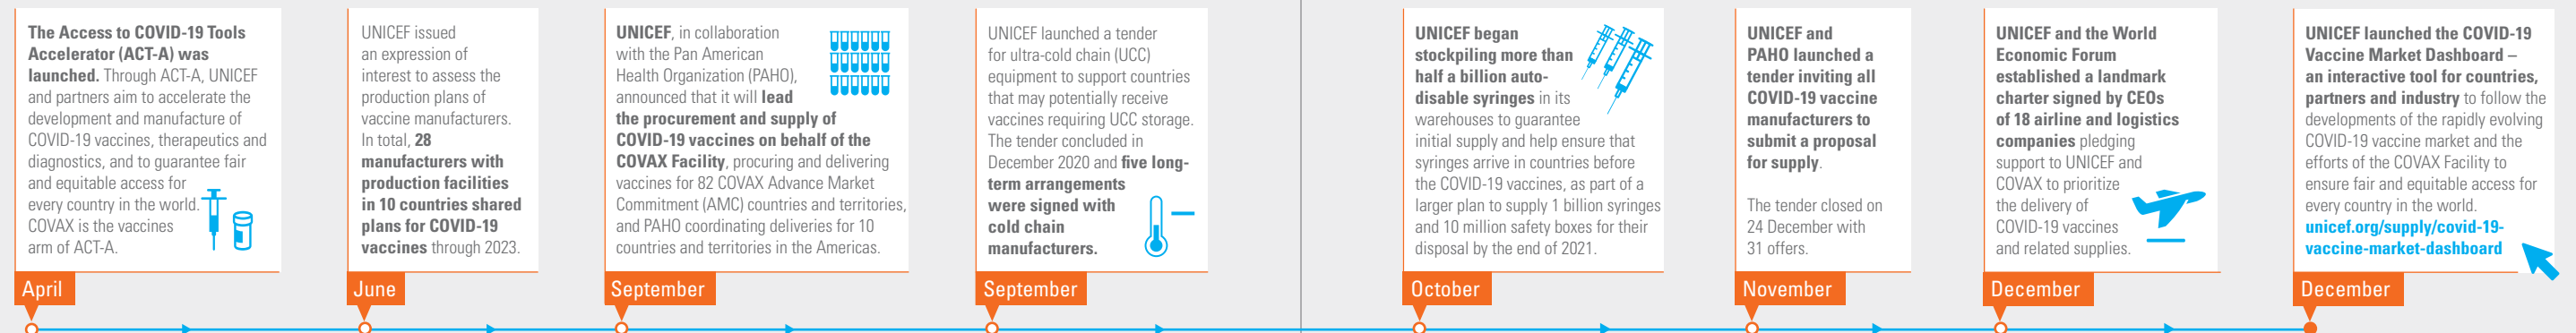 The Access to COVID-19 Tools
Accelerator (ACT-A) was
launched. Through ACT-A, UNICEF
and partners aim to accelerate the
development and manufacture of
COVID-19 vaccines, therapeutics and
diagnostics, and to guarantee fair
and equitable access for
every country in the world.
COVAX is the vaccines
arm of ACT-A.
April
UNICEF issued
an expression of
interest to assess the
production plans of
vaccine manufacturers.
In total, 28
manufacturers with
production facilities
in 10 countries shared
plans for COVID-19
vaccines through 2023.
June
UNICEF, in collaboration
with the Pan American
Health Organization (PAHO),
announced that it will lead
the procurement and supply of
COVID-19 vaccines on behalf of the
COVAX Facility, procuring and delivering
vaccines for 82 COVAX Advance Market
Commitment (AMC) countries and territories,
and PAHO coordinating deliveries for 10
countries and territories in the Americas.
September
UNICEF launched a tender
for ultra-cold chain (UCC)
equipment to support countries
that may potentially receive
vaccines requiring UCC storage.
The tender concluded in
December 2020 and five long-
term arrangements
were signed with
cold chain
manufacturers.
September
UNICEF began
stockpiling more than
half a billion auto-
disable syringes in its
warehouses to guarantee
initial supply and help ensure that
syringes arrive in countries before
the COVID-19 vaccines, as part of a
larger plan to supply 1 billion syringes
and 10 million safety boxes for their
disposal by the end of 2021.
October
UNICEF and
PAHO launched a
tender inviting all
COVID-19 vaccine
manufacturers to
submit a proposal
for supply.
The tender closed on
24 December with
31 offers.
November
UNICEF and the World
Economic Forum
established a landmark
charter signed by CEOs
of 18 airline and logistics
companies pledging
support to UNICEF and
COVAX to prioritize
the delivery of
COVID-19 vaccines
and related supplies.
December
UNICEF launched the COVID-19
Vaccine Market Dashboard –
an interactive tool for countries,
partners and industry to follow the
developments of the rapidly evolving
COVID-19 vaccine market and the
efforts of the COVAX Facility to
ensure fair and equitable access for
every country in the world.
unicef.org/supply/covid-19-
vaccine-market-dashboard
December